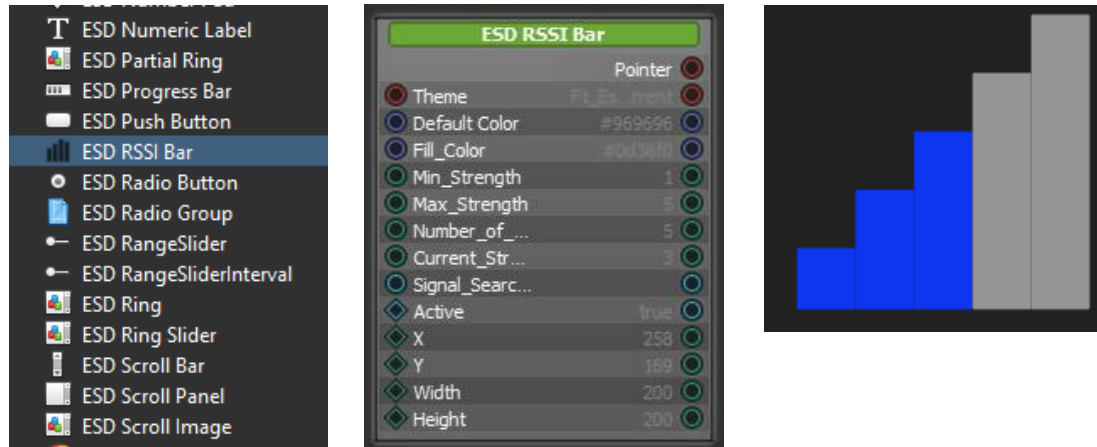 ESD Numeric Label
ESD Partial Ring
ESD Progress Bar
ESD Push Button
ESD RSSI Bar
ESD Radio Button
ESD Radio Group
ESD RangeSlider
ESD RangeSliderInterval
ESD Ring
ESD Ring Slider
ESD Scroll Bar
ESD Scroll Panel
ESD Scroll Image
ESD RSSI Bar
Pointer
Theme Ft_Es...rrent
Default Color #969696
Fill_Color #0d36f0
Min_Strength 1
Max_Strength 5
Number_of_... 5
Current_Str... 3
Signal_Searc...
Active true
X 258
Y 169
Width 200
Height 200